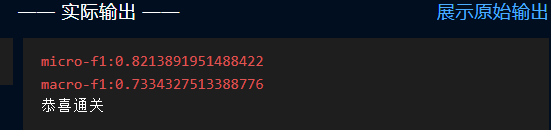 —— 实际输出 ——
展示原始输出
micro-f1:0.8213891951488422
macro-f1:0.7334327513388776
恭喜通关